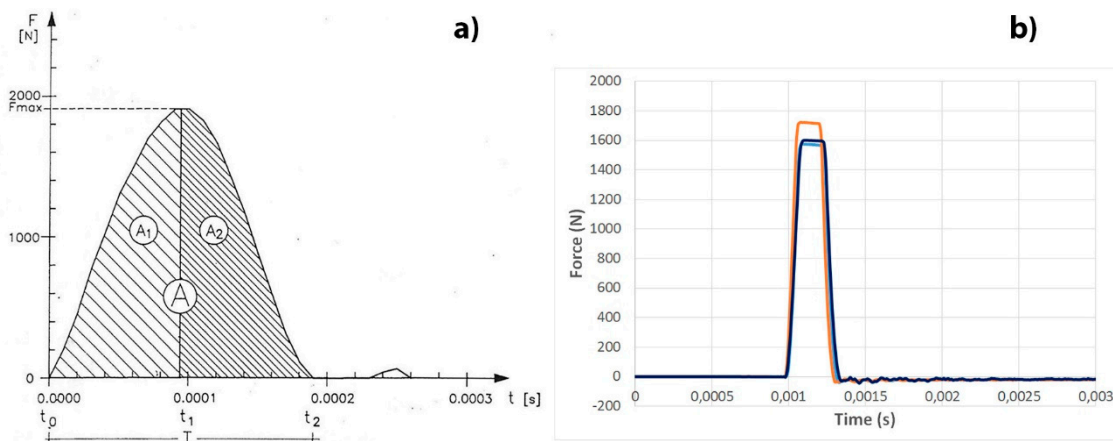 a)
F
[N]
2000
Fmax
1000
0
A1
A2
A
0.0000
0.0001
0.0002
0.0003
t [s]
t0
t1
t2
T
b)
2000
1800
1600
1400
1200
1000
800
600
400
200
0
-200
Force (N)
0
0,0005
0,001
0,0015
0,002
0,0025
0,003
Time (s)